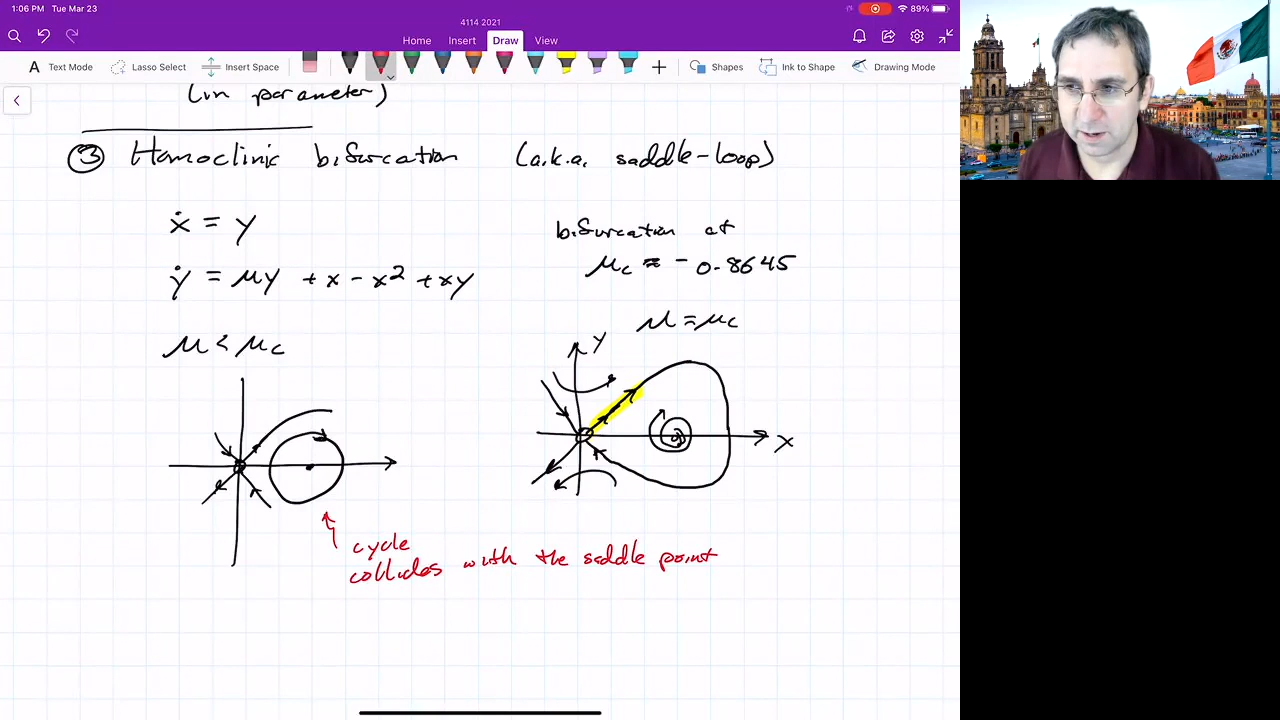 1:06 PM Tue Mar 23
89%
4114 2021
Home Insert Draw View
Text Mode Lasso Select Insert Space Shapes Ink to Shape Drawing Mode
(in parameter)
③ Homoclinic bifurcation (a.k.a. saddle-loop)
ẋ = y
ẏ = μy + x - x² + xy
bifurcation at
μc ≈ -0.8645
μ < μc
μ = μc
y
x
cycle
collides with the saddle point